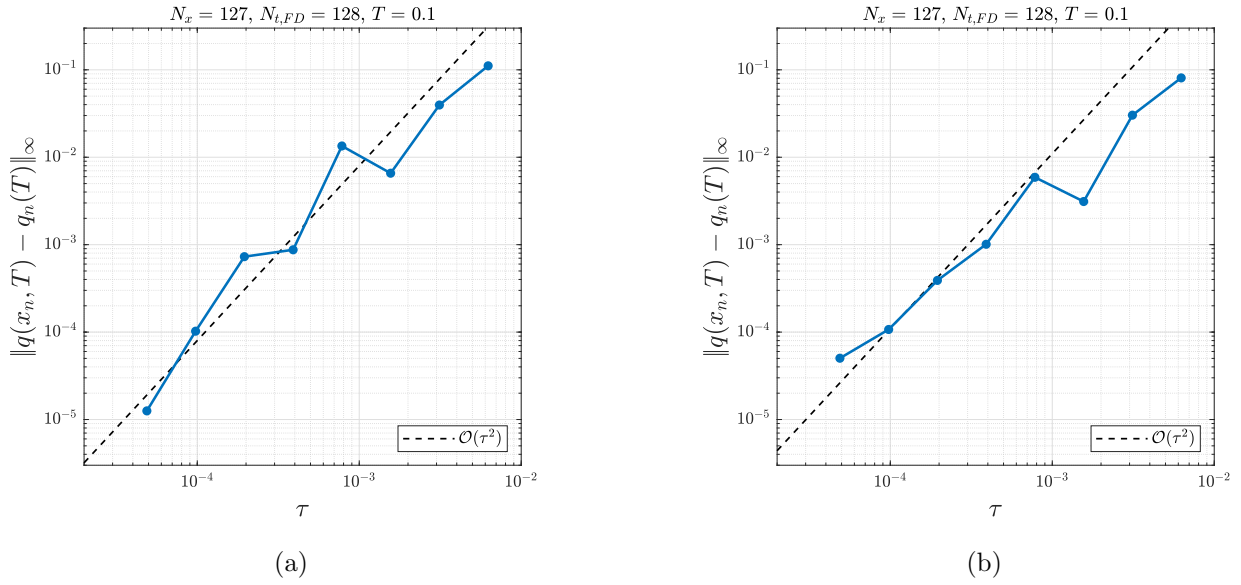 N_x = 127, N_{t,FD} = 128, T = 0.1
‖q(x_n, T) − q_n(T)‖_∞
10^{-1}
10^{-2}
10^{-3}
10^{-4}
10^{-5}
O(τ^2)
10^{-4} 10^{-3} 10^{-2}
τ
(a)
N_x = 127, N_{t,FD} = 128, T = 0.1
‖q(x_n, T) − q_n(T)‖_∞
10^{-1}
10^{-2}
10^{-3}
10^{-4}
10^{-5}
O(τ^2)
10^{-4} 10^{-3} 10^{-2}
τ
(b)